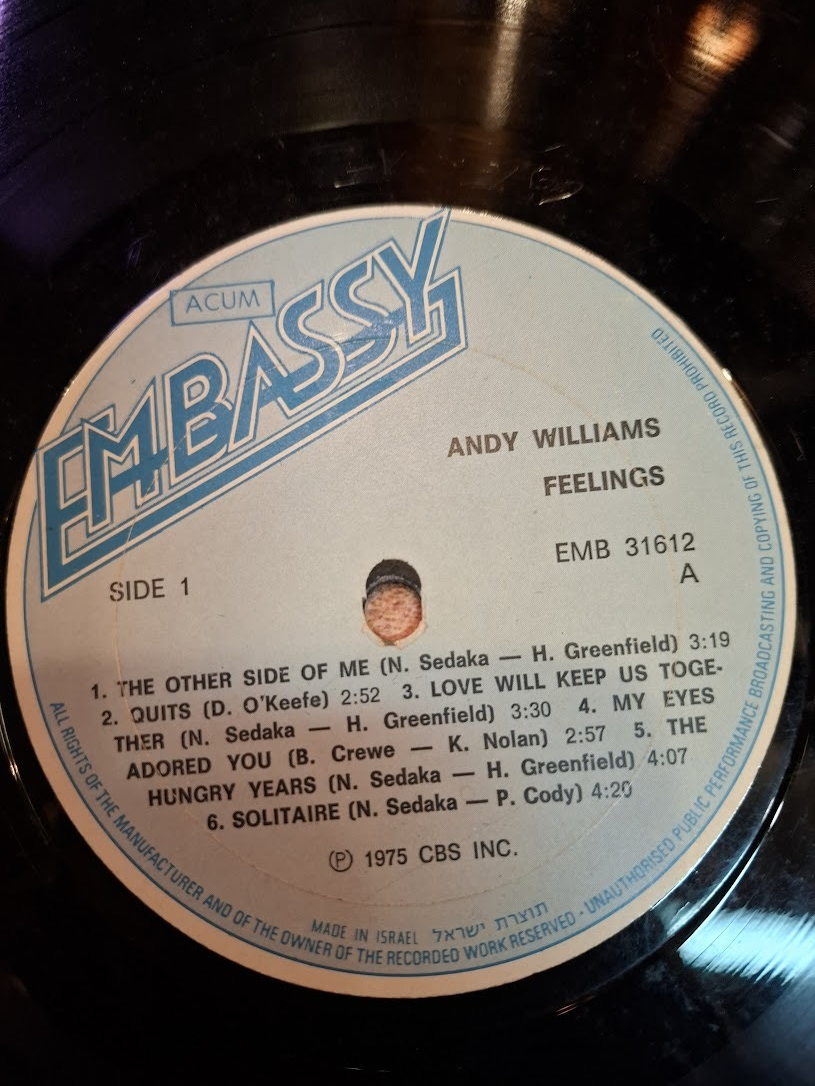 ACUM
EMBASSY
ANDY WILLIAMS
FEELINGS
EMB 31612
A
SIDE 1
1. THE OTHER SIDE OF ME (N. Sedaka — H. Greenfield) 3:19
2. QUITS (D. O'Keefe) 2:52 3. LOVE WILL KEEP US TOGE-
THER (N. Sedaka — H. Greenfield) 3:30 4. MY EYES
ADORED YOU (B. Crewe — K. Nolan) 2:57 5. THE
HUNGRY YEARS (N. Sedaka — H. Greenfield) 4:07
6. SOLITAIRE (N. Sedaka — P. Cody) 4:20
Ⓟ 1975 CBS INC.
MADE IN ISRAEL תוצרת ישראל
ALL RIGHTS OF THE MANUFACTURER AND OF THE OWNER OF THE RECORDED WORK RESERVED - UNAUTHORISED PUBLIC PERFORMANCE BROADCASTING AND COPYING OF THIS RECORD PROHIBITED